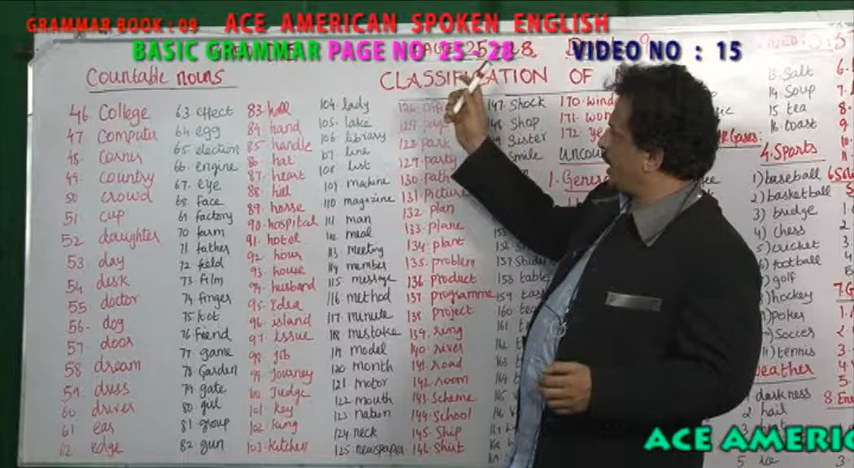 GRAMMAR BOOK : 09 ACE AMERICAN SPOKEN ENGLISH
BASIC GRAMMAR PAGE NO 25 -28 VIDEO NO : 15
Countable nouns
CLASSIFICATION OF
46 College
47 Computer
48 Corner
49 Country
50 crowd
51 cup
52 daughter
53 day
54 desk
55 doctor
56 dog
57 door
58 dream
59 dress
60 driver
61 ear
62 edge
63 effect
64 egg
65 election
66 engine
67 eye
68 face
69 factory
70 farm
71 father
72 field
73 film
74 finger
75 foot
76 Friend
77 game
78 Garden
79 gate
80 girl
81 group
82 gun
83 hall
84 hand
85 handle
86 hat
87 heart
88 hill
89 horse
90 hospital
91 hotel
92 hour
93 house
94 husband
95 Idea
96 island
97 issue
98 job
99 Journey
100 Judge
101 key
102 king
103 kitchen
104 lady
105 lake
106 library
107 line
108 list
109 machine
110 magazine
111 man
112 meal
113 Meeting
114 member
115 message
116 method
117 minute
118 mistake
119 model
120 month
121 motor
122 mouth
123 nation
124 neck
125 newspaper
128 Park
129 Party
130 Path
131 Picture
132 plan
133 plane
134 plant
135 problem
136 product
137 programme
138 project
139 ring
140 river
141 road
142 room
143 Scheme
144 School
145 Ship
146 Shirt
147 Shock
148 Shop
Sister
Smile
170 wind
172 ye
1. General
13 Salt
14 Soup
15 tea
16 Toast
4. Sports
1) baseball
2) basketball
3) bridge
4) chess
5) cricket
6) football
7) golf
8) hockey
9) poker
10) Soccer
11) tennis
weather
1 darkness
2 hail
5 ice
ACE AMERIC